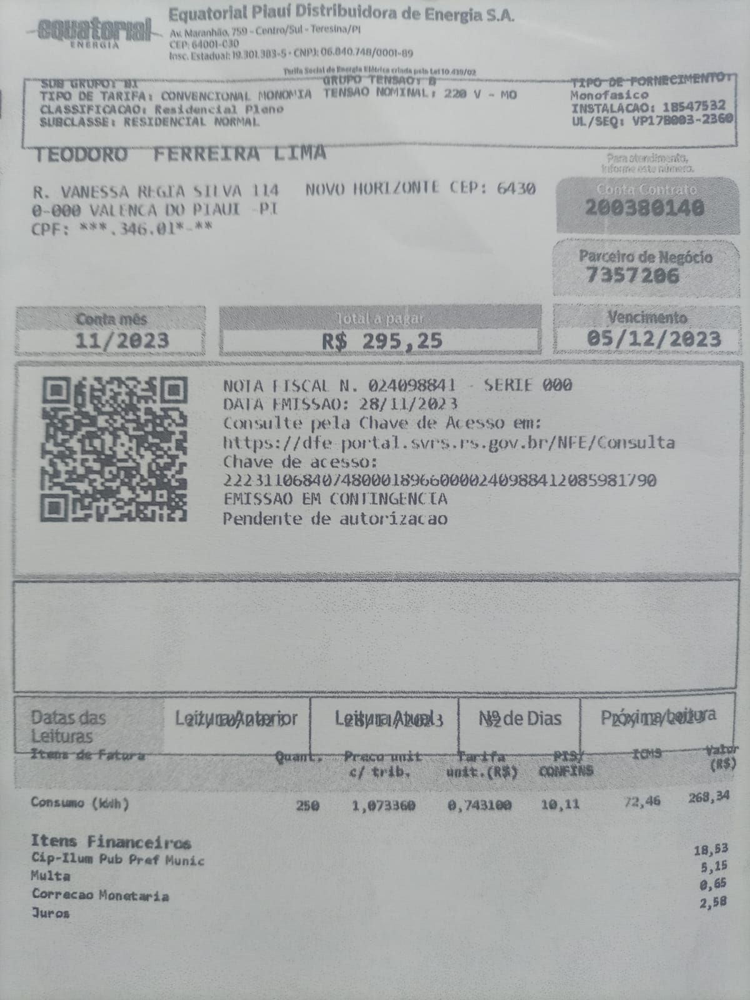 equatorial
ENERGIA
Equatorial Piauí Distribuidora de Energia S.A.
Av. Maranhão, 759 - Centro/Sul - Teresina/PI
CEP: 64001-030
Insc. Estadual: 19.301.383-5 - CNPJ: 06.840.748/0001-89
Tarifa Social de Energia Elétrica criada pela Lei 10.438/02
SUB GRUPO: B1 GRUPO TENSAO: B TIPO DE FORNECIMENTO:
TIPO DE TARIFA: CONVENCIONAL MONOMIA TENSAO NOMINAL: 220 V - MO Monofasico
CLASSIFICACAO: Residencial Pleno INSTALACAO: 18547532
SUBCLASSE: RESIDENCIAL NORMAL UL/SEQ: VP17B003-2360
TEODORO FERREIRA LIMA
Para atendimento,
Informe este número.
R. VANESSA REGIA SILVA 114 NOVO HORIZONTE CEP: 6430
0-000 VALENCA DO PIAUI -PI
CPF: ***.346.01*-**
Conta Contrato
200380140
Parceiro de Negócio
7357206
Conta mês Total a pagar Vencimento
11/2023 R$ 295,25 05/12/2023
NOTA FISCAL N. 024098841 - SERIE 000
DATA EMISSAO: 28/11/2023
Consulte pela Chave de Acesso em:
https://dfe-portal.svrs.rs.gov.br/NFE/Consulta
Chave de acesso:
22231106840748000189660000240988412085981790
EMISSAO EM CONTINGENCIA
Pendente de autorizacao
Datas das Leitura Anterior Leitura Atual Nº de Dias Próxima Leitura
Leituras
Itens de Fatura Quant. Preco unit Tarifa PIS/ ICMS Valor
c/ trib. unit.(R$) CONFINS (R$)
Consumo (kWh) 250 1,073360 0,743100 10,11 72,46 268,34
Itens Financeiros
Cip-Ilum Pub Pref Munic 18,53
Multa 5,15
Correcao Monetaria 0,65
Juros 2,58